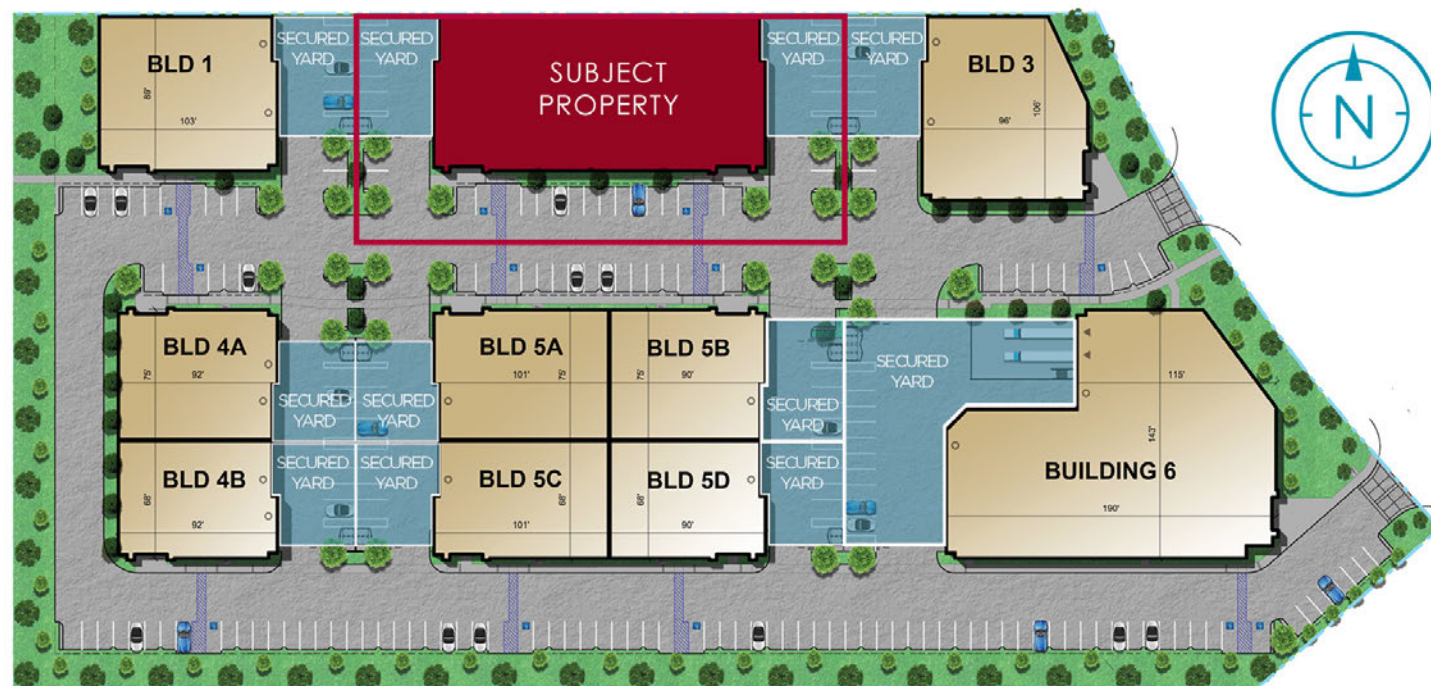 BLD 1
89'
103'
SECURED
YARD
SECURED
YARD
SUBJECT
PROPERTY
SECURED
YARD
SECURED
YARD
BLD 3
106'
96'
N
BLD 4A
75'
92'
SECURED
YARD
SECURED
YARD
BLD 5A
101'
75'
BLD 5B
75'
90'
SECURED
YARD
SECURED
YARD
115'
143'
BUILDING 6
190'
BLD 4B
68'
92'
SECURED
YARD
SECURED
YARD
BLD 5C
101'
68'
BLD 5D
68'
90'
SECURED
YARD